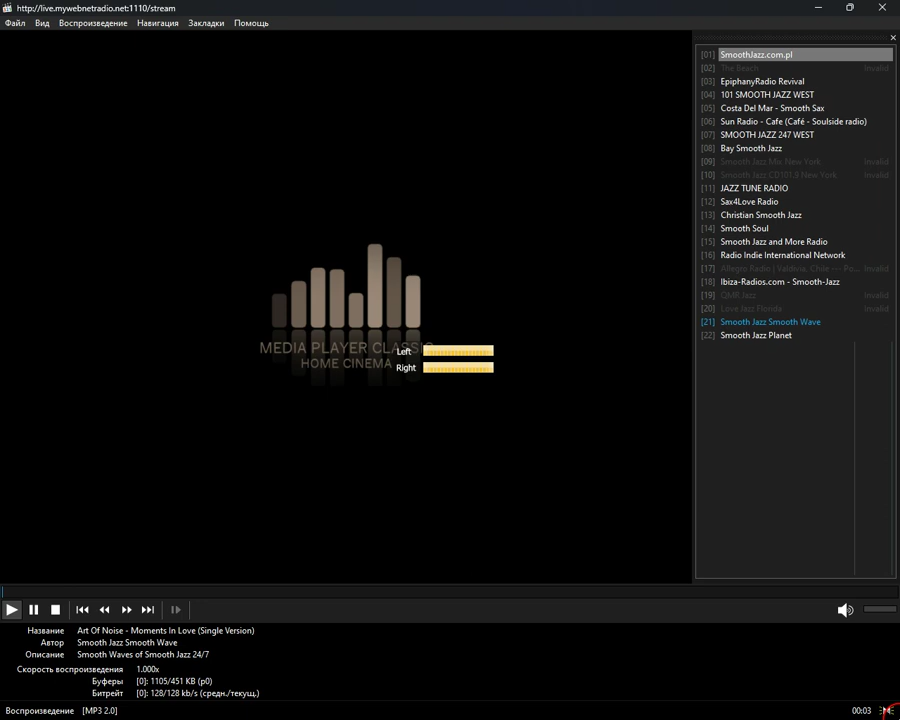 http://live.mywebnetradio.net:1110/stream
Файл Вид Воспроизведение Навигация Закладки Помощь
[01] SmoothJazz.com.pl
[02] The Beach Invalid
[03] EpiphanyRadio Revival
[04] 101 SMOOTH JAZZ WEST
[05] Costa Del Mar - Smooth Sax
[06] Sun Radio - Cafe (Café - Soulside radio)
[07] SMOOTH JAZZ 247 WEST
[08] Bay Smooth Jazz
[09] Smooth Jazz Mix New York Invalid
[10] Smooth Jazz CD101.9 New York Invalid
[11] JAZZ TUNE RADIO
[12] Sax4Love Radio
[13] Christian Smooth Jazz
[14] Smooth Soul
[15] Smooth Jazz and More Radio
[16] Radio Indie International Network
[17] Allegro Radio | Valdivia, Chile — Po... Invalid
[18] Ibiza-Radios.com - Smooth-Jazz
[19] QMR Jazz Invalid
[20] Love Jazz Florida Invalid
[21] Smooth Jazz Smooth Wave
[22] Smooth Jazz Planet
MEDIA PLAYER CLASSIC
HOME CINEMA
Left
Right
Название Art Of Noise - Moments In Love (Single Version)
Автор Smooth Jazz Smooth Wave
Описание Smooth Waves of Smooth Jazz 24/7
Скорость воспроизведения 1.000x
Буферы [0]: 1105/451 KB (p0)
Битрейт [0]: 128/128 kb/s (средн./текущ.)
Воспроизведение [MP3 2.0] 00:03